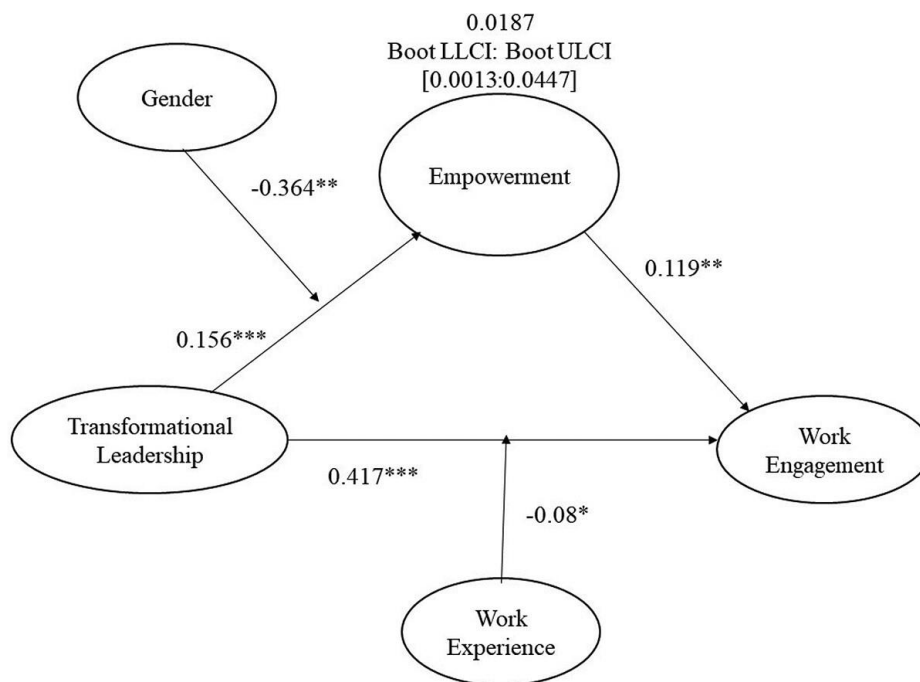 0.0187
Boot LLCI: Boot ULCI
[0.0013:0.0447]
Gender
Empowerment
-0.364**
0.119**
0.156***
Transformational
Leadership
Work
Engagement
0.417***
-0.08*
Work
Experience